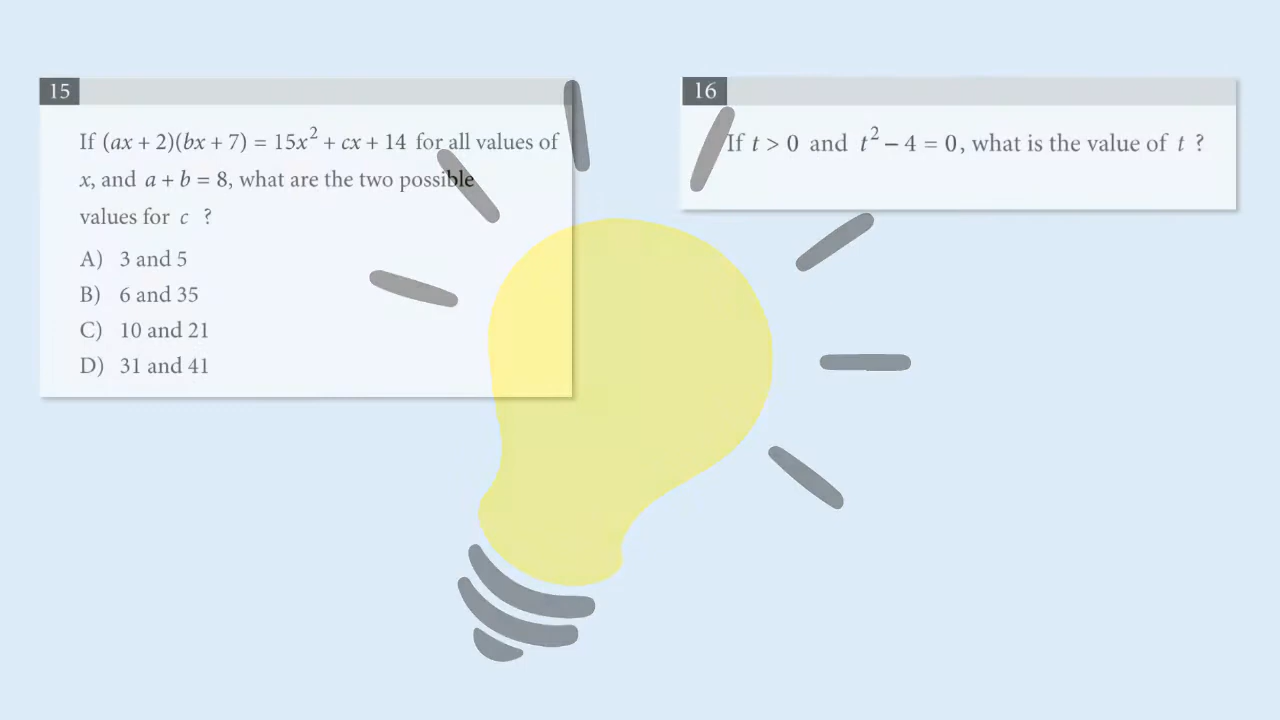 15
If (ax + 2)(bx + 7) = 15x² + cx + 14 for all values of
x, and a + b = 8, what are the two possible
values for c ?
A) 3 and 5
B) 6 and 35
C) 10 and 21
D) 31 and 41
16
If t > 0 and t² − 4 = 0, what is the value of t ?